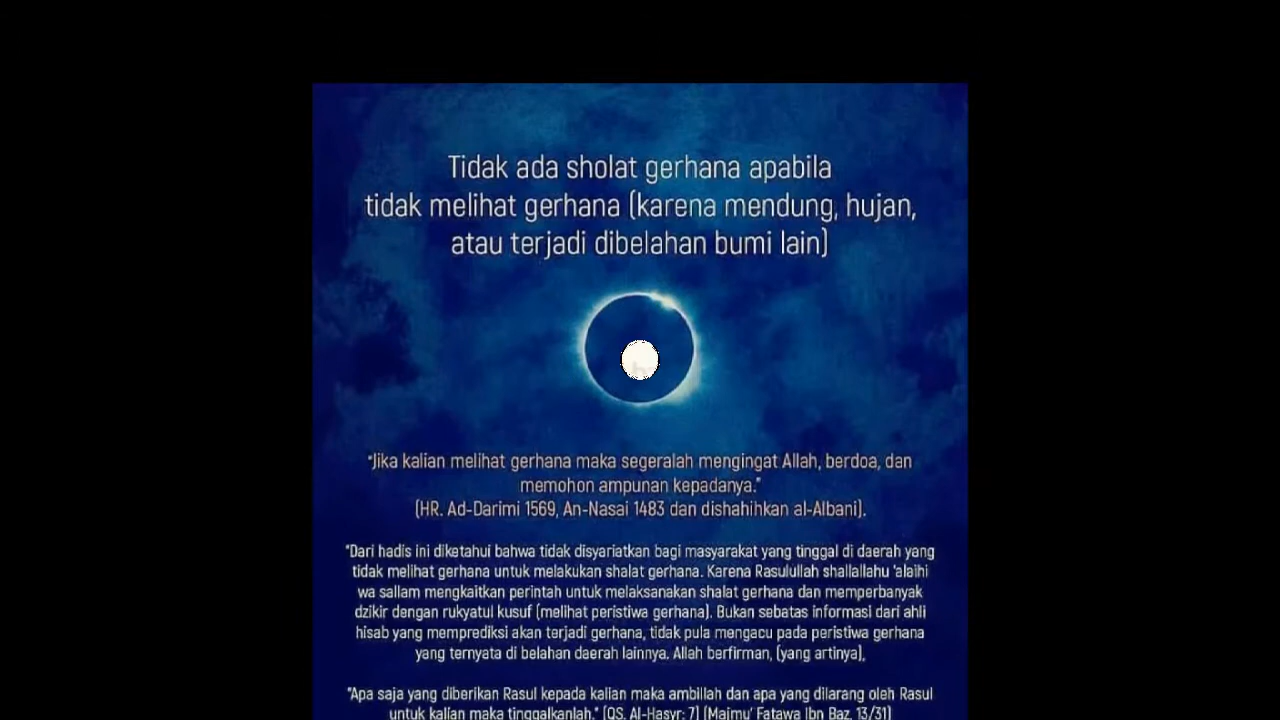 Tidak ada sholat gerhana apabila
tidak melihat gerhana (karena mendung, hujan,
atau terjadi dibelahan bumi lain)
"Jika kalian melihat gerhana maka segeralah mengingat Allah, berdoa, dan
memohon ampunan kepadanya."
(HR. Ad-Darimi 1569, An-Nasai 1483 dan dishahihkan al-Albani).
"Dari hadis ini diketahui bahwa tidak disyariatkan bagi masyarakat yang tinggal di daerah yang
tidak melihat gerhana untuk melakukan shalat gerhana. Karena Rasulullah shallallahu 'alaihi
wa sallam mengkaitkan perintah untuk melaksanakan shalat gerhana dan memperbanyak
dzikir dengan rukyatul kusuf (melihat peristiwa gerhana). Bukan sebatas informasi dari ahli
hisab yang memprediksi akan terjadi gerhana, tidak pula mengacu pada peristiwa gerhana
yang ternyata di belahan daerah lainnya. Allah berfirman, (yang artinya),
"Apa saja yang diberikan Rasul kepada kalian maka ambillah dan apa yang dilarang oleh Rasul
untuk kalian maka tinggalkanlah." (QS. Al-Hasyr: 7) (Majmu' Fatawa Ibn Baz, 13/31)